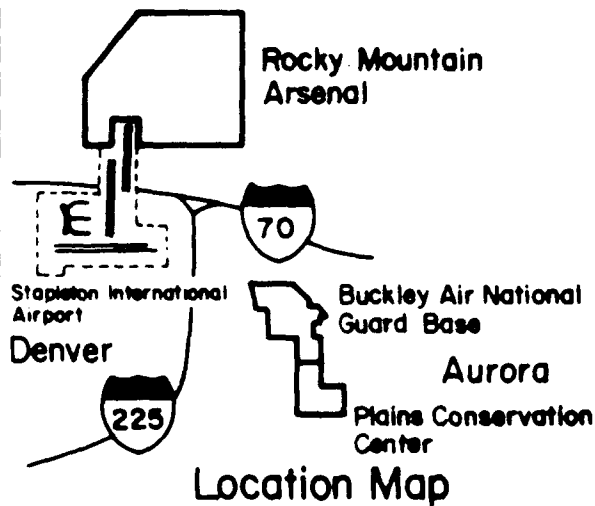 Rocky Mountain
Arsenal
70
Stapleton International
Airport
Buckley Air National
Guard Base
Denver
Aurora
225
Plains Conservation
Center
Location Map